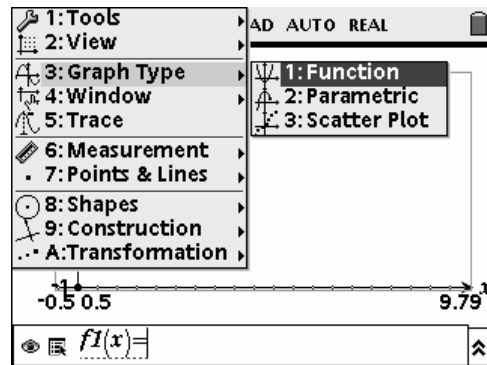 1:Tools
2:View
3:Graph Type
4:Window
5:Trace
6:Measurement
7:Points & Lines
8:Shapes
9:Construction
A:Transformation
AD AUTO REAL
1:Function
2:Parametric
3:Scatter Plot
-1
-0.5 0.5
9.79
x
f1(x)=